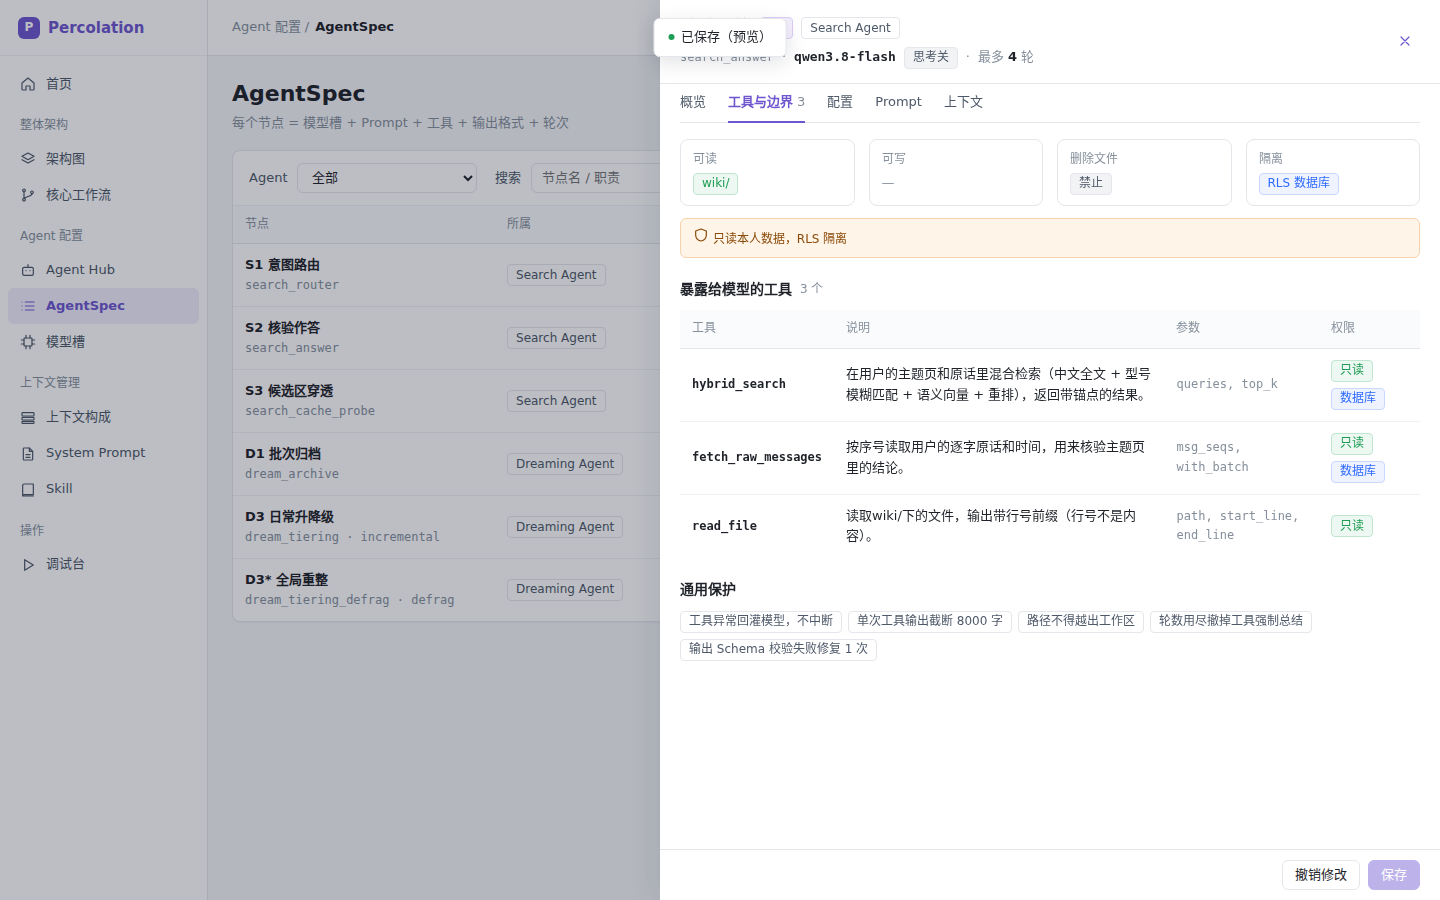 P Percolation
首页
整体架构
架构图
核心工作流
Agent 配置
Agent Hub
AgentSpec
模型槽
上下文管理
上下文构成
System Prompt
Skill
操作
调试台
Agent 配置 / AgentSpec
AgentSpec
每个节点 = 模型槽 + Prompt + 工具 + 输出格式 + 轮次
Agent 全部 搜索 节点名 / 职责
节点 所属
S1 意图路由
search_router
Search Agent
S2 核验作答
search_answer
Search Agent
S3 候选区穿透
search_cache_probe
Search Agent
D1 批次归档
dream_archive
Dreaming Agent
D3 日常升降级
dream_tiering · incremental
Dreaming Agent
D3* 全局重整
dream_tiering_defrag · defrag
Dreaming Agent
已保存（预览）
Search Agent
search_answer · qwen3.8-flash 思考关 · 最多 4 轮
概览 工具与边界 3 配置 Prompt 上下文
可读
wiki/
可写
—
删除文件
禁止
隔离
RLS 数据库
只读本人数据，RLS 隔离
暴露给模型的工具 3 个
工具 说明 参数 权限
hybrid_search
在用户的主题页和原话里混合检索（中文全文 + 型号
模糊匹配 + 语义向量 + 重排），返回带锚点的结果。
queries, top_k
只读
数据库
fetch_raw_messages
按序号读取用户的逐字原话和时间，用来核验主题页
里的结论。
msg_seqs,
with_batch
只读
数据库
read_file
读取wiki/下的文件，输出带行号前缀（行号不是内
容）。
path, start_line,
end_line
只读
通用保护
工具异常回灌模型，不中断 单次工具输出截断 8000 字 路径不得越出工作区 轮数用尽撤掉工具强制总结
输出 Schema 校验失败修复 1 次
撤销修改 保存